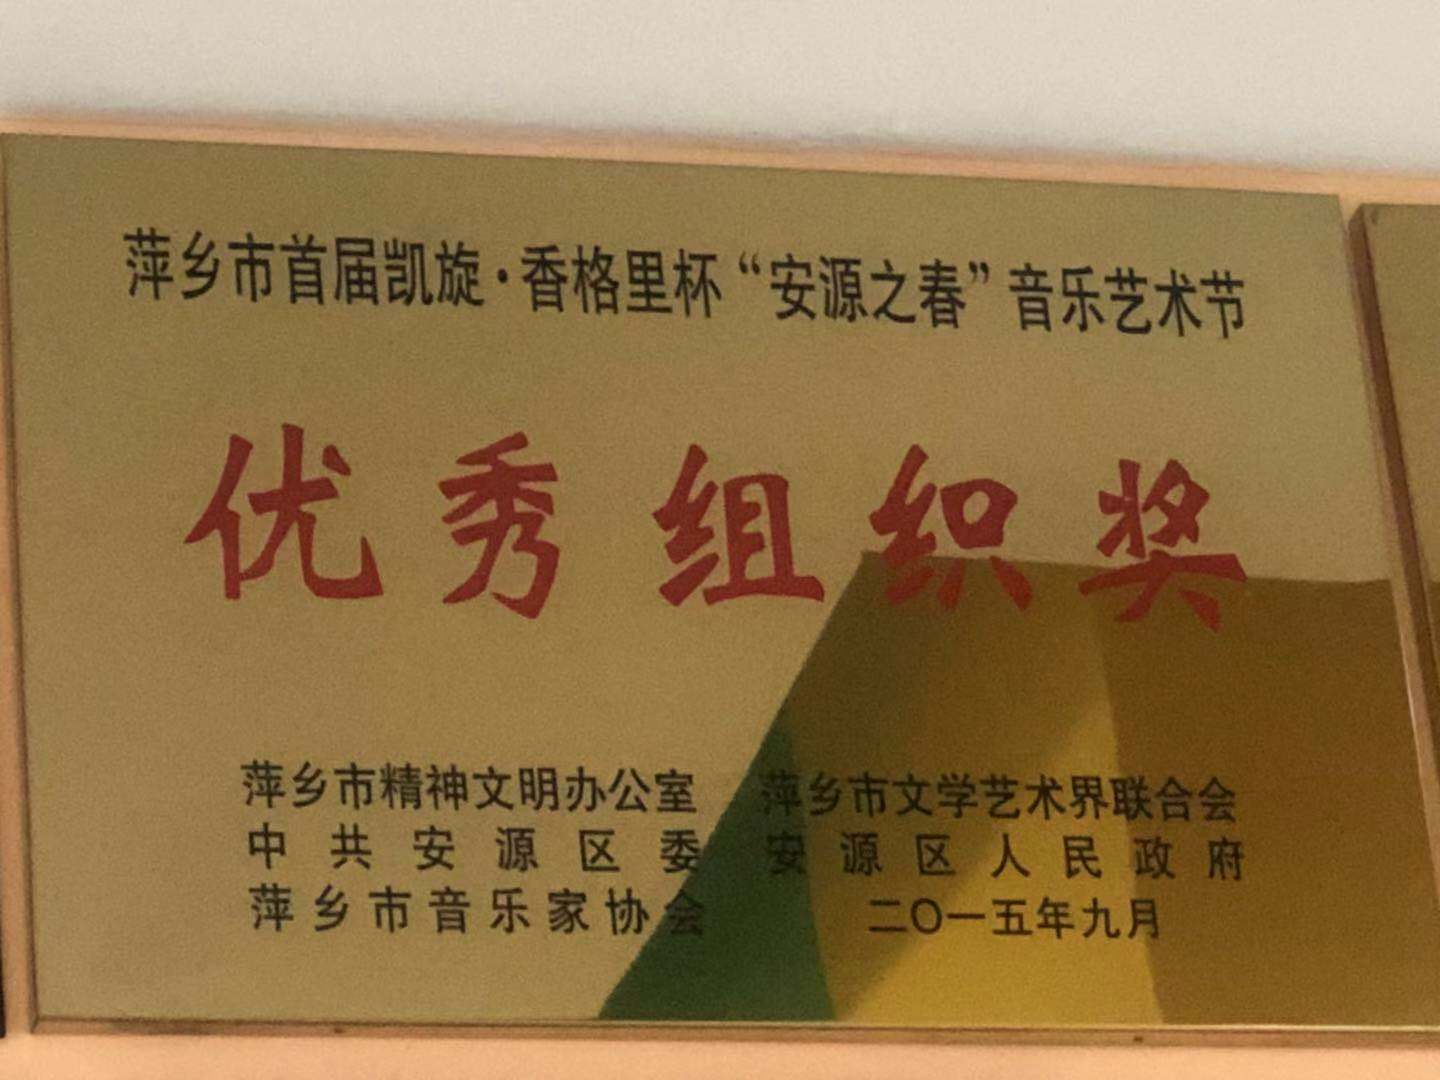 萍乡市首届凯旋·香格里杯“安源之春”音乐艺术节
优秀组织奖
萍乡市精神文明办公室 萍乡市文学艺术界联合会
中共安源区委 安源区人民政府
萍乡市音乐家协会 二〇一五年九月